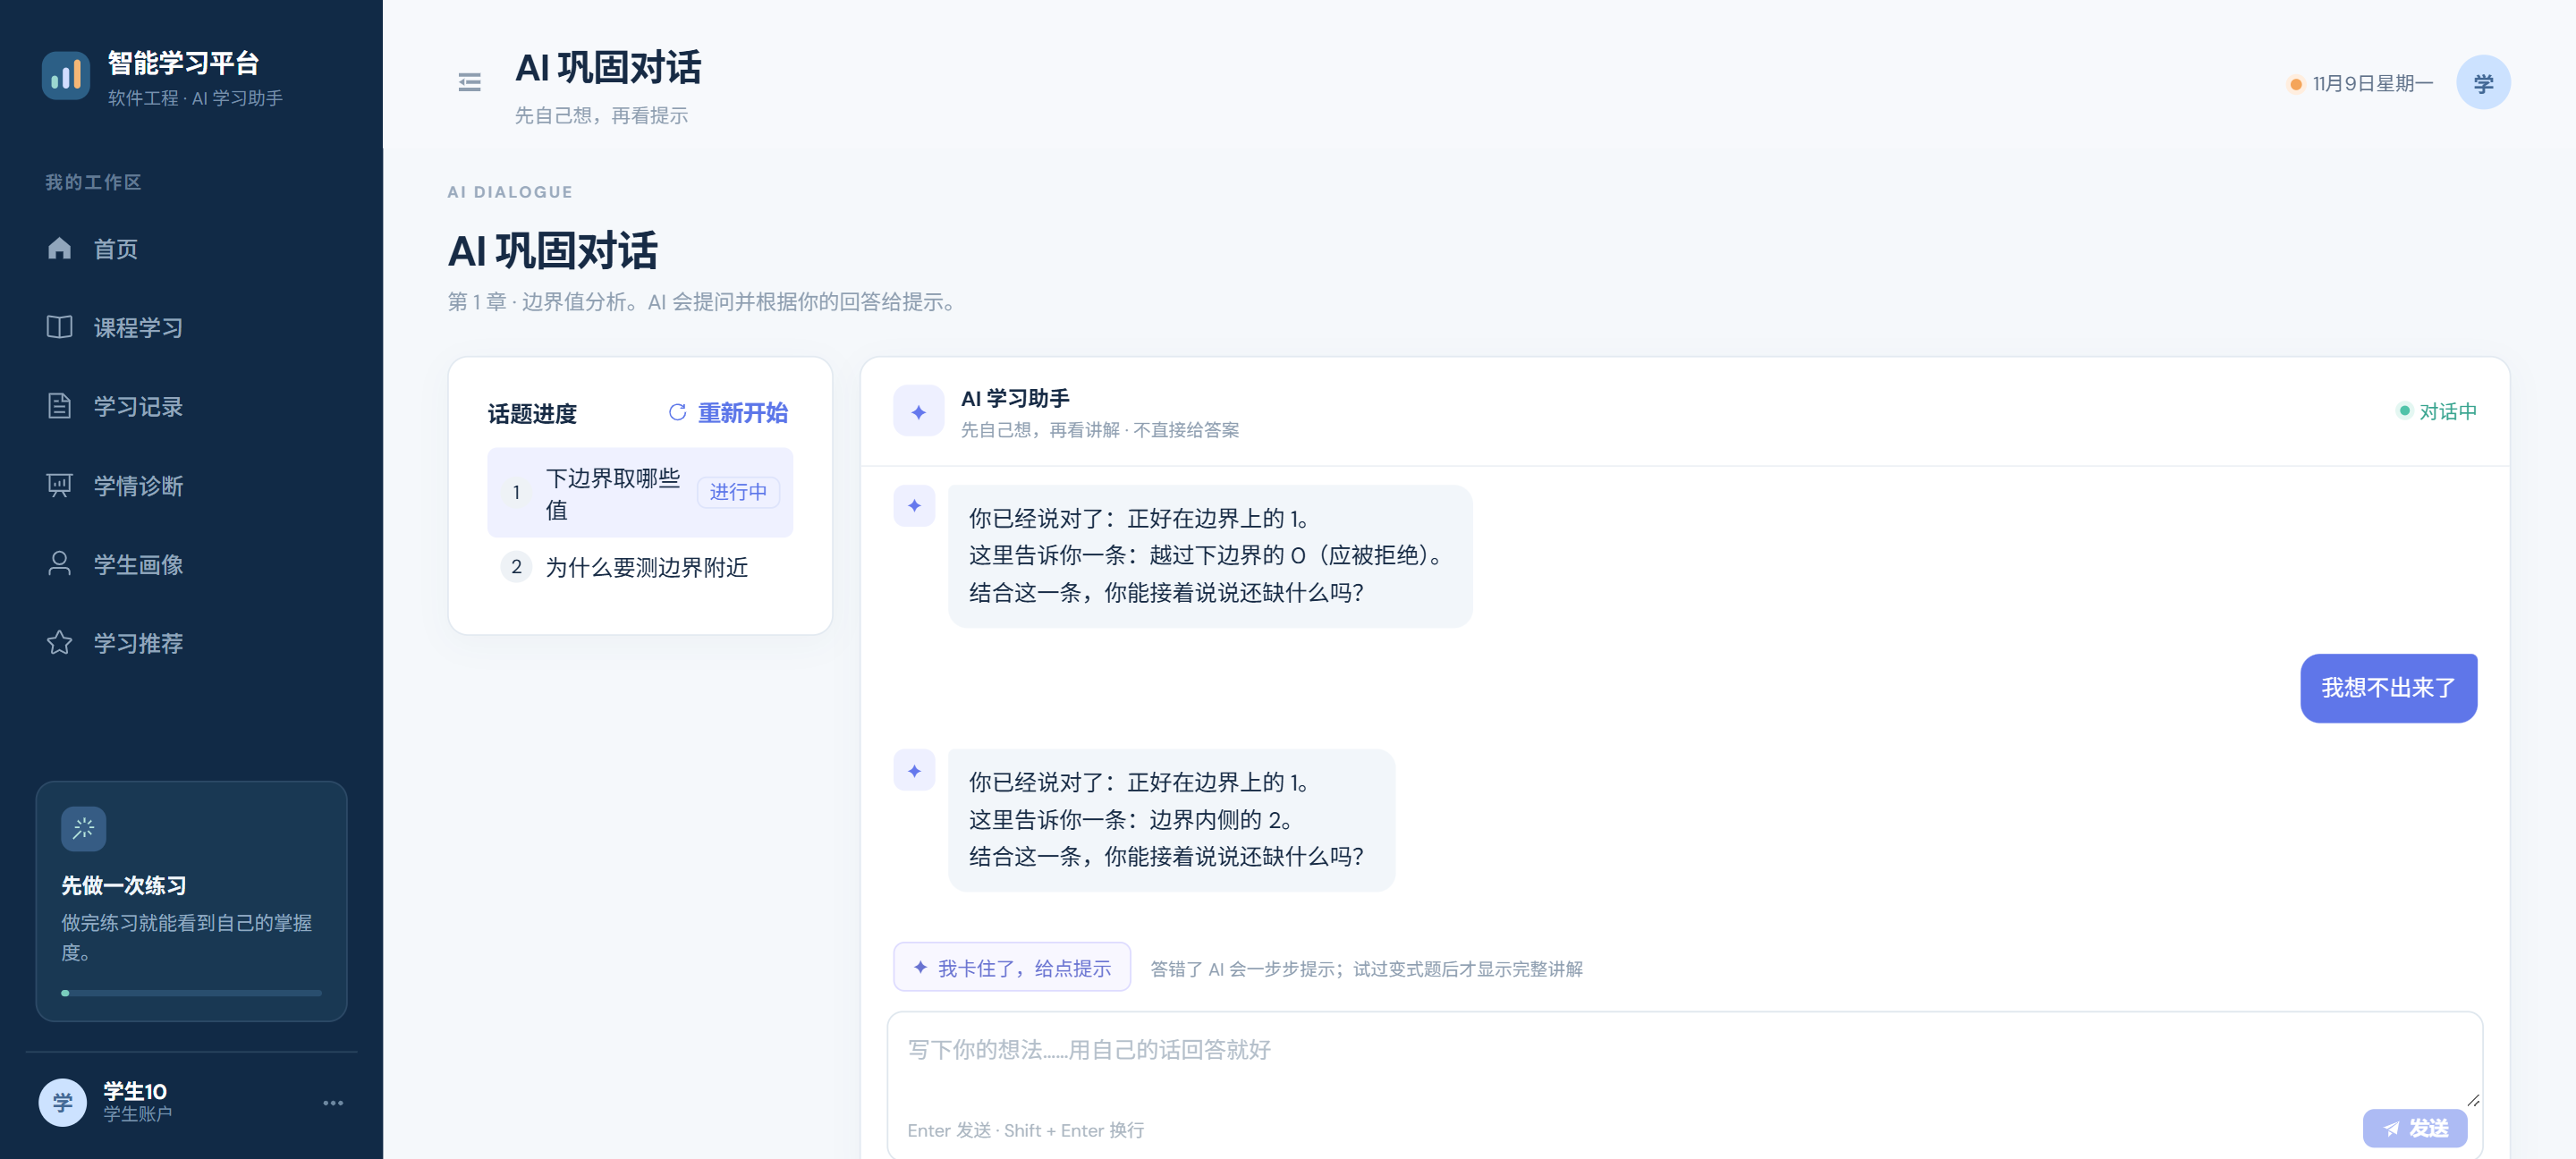 智能学习平台
软件工程 · AI 学习助手
我的工作区
首页
课程学习
学习记录
学情诊断
学生画像
学习推荐
先做一次练习
做完练习就能看到自己的掌握
度。
学
学生10
学生账户
AI 巩固对话
先自己想，再看提示
11月9日星期一
学
AI DIALOGUE
AI 巩固对话
第 1 章 · 边界值分析。AI 会提问并根据你的回答给提示。
话题进度
重新开始
1
下边界取哪些
值
进行中
2
为什么要测边界附近
AI 学习助手
先自己想，再看讲解 · 不直接给答案
对话中
你已经说对了：正好在边界上的 1。
这里告诉你一条：越过下边界的 0（应被拒绝）。
结合这一条，你能接着说说还缺什么吗？
我想不出来了
你已经说对了：正好在边界上的 1。
这里告诉你一条：边界内侧的 2。
结合这一条，你能接着说说还缺什么吗？
我卡住了，给点提示
答错了 AI 会一步步提示；试过变式题后才显示完整讲解
写下你的想法……用自己的话回答就好
Enter 发送 · Shift + Enter 换行
发送